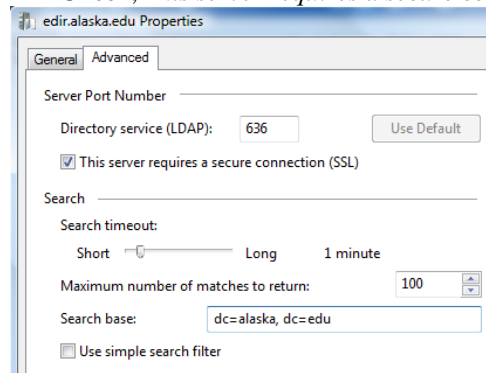 edir.alaska.edu Properties
General Advanced
Server Port Number
Directory service (LDAP): 636 Use Default
This server requires a secure connection (SSL)
Search
Search timeout:
Short Long 1 minute
Maximum number of matches to return: 100
Search base: dc=alaska, dc=edu
Use simple search filter